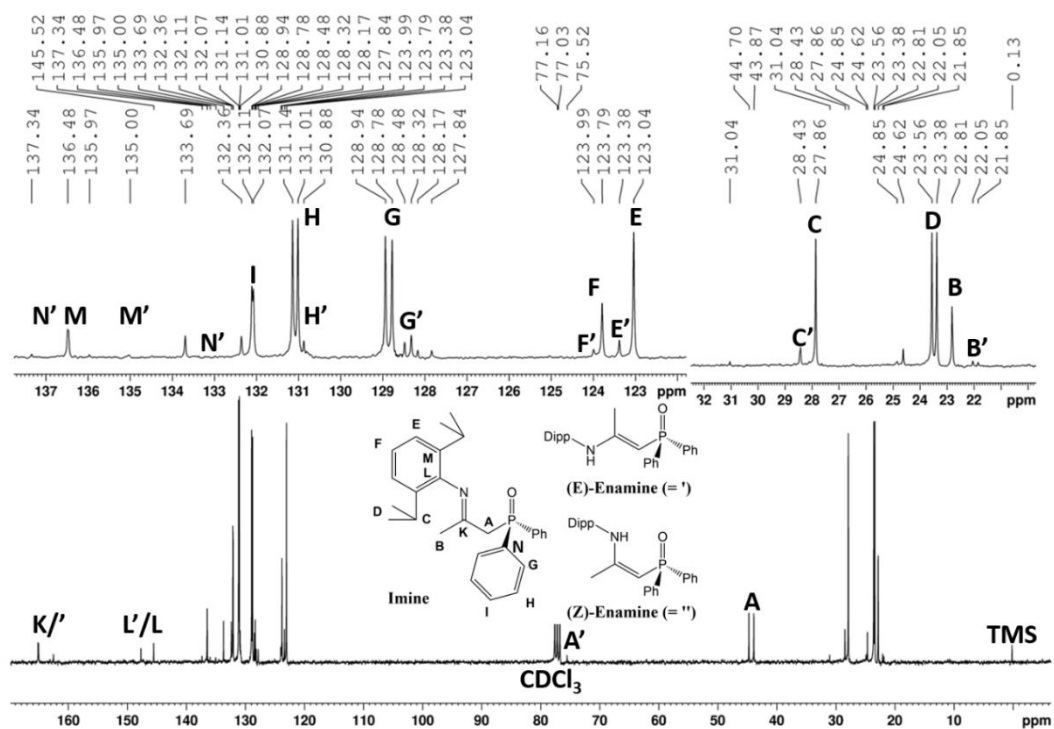 145.52
137.34
136.48
135.97
135.00
133.69
132.36
132.11
132.07
131.14
131.01
130.88
128.94
128.78
128.48
128.32
128.17
127.84
123.99
123.79
123.38
123.04
77.16
77.03
75.52
44.70
43.87
31.04
28.43
27.86
24.85
24.62
23.56
23.38
22.81
22.05
21.85
0.13
137.34
136.48
135.97
135.00
133.69
132.36
132.11
132.07
131.14
131.01
130.88
128.94
128.78
128.48
128.32
128.17
127.84
123.99
123.79
123.38
123.04
31.04
28.43
27.86
24.85
24.62
23.56
23.38
22.81
22.05
21.85
H G E C D
I F B
N' M M' N' H' G' F' E' C' B'
137 136 135 134 133 132 131 130 129 128 127 126 125 124 123 ppm
32 31 30 29 28 27 26 25 24 23 22 ppm
E
F
M
L
N
D
C
B
K
A
O
P
Ph
N
G
H
I
Imine
O
Dipp
N
H
P
Ph
Ph
(E)-Enamine (= ')
Dipp
NH
O
P
Ph
Ph
(Z)-Enamine (= '')
K/' L'/L A' A TMS
CDCl3
160 150 140 130 120 110 100 90 80 70 60 50 40 30 20 10 ppm